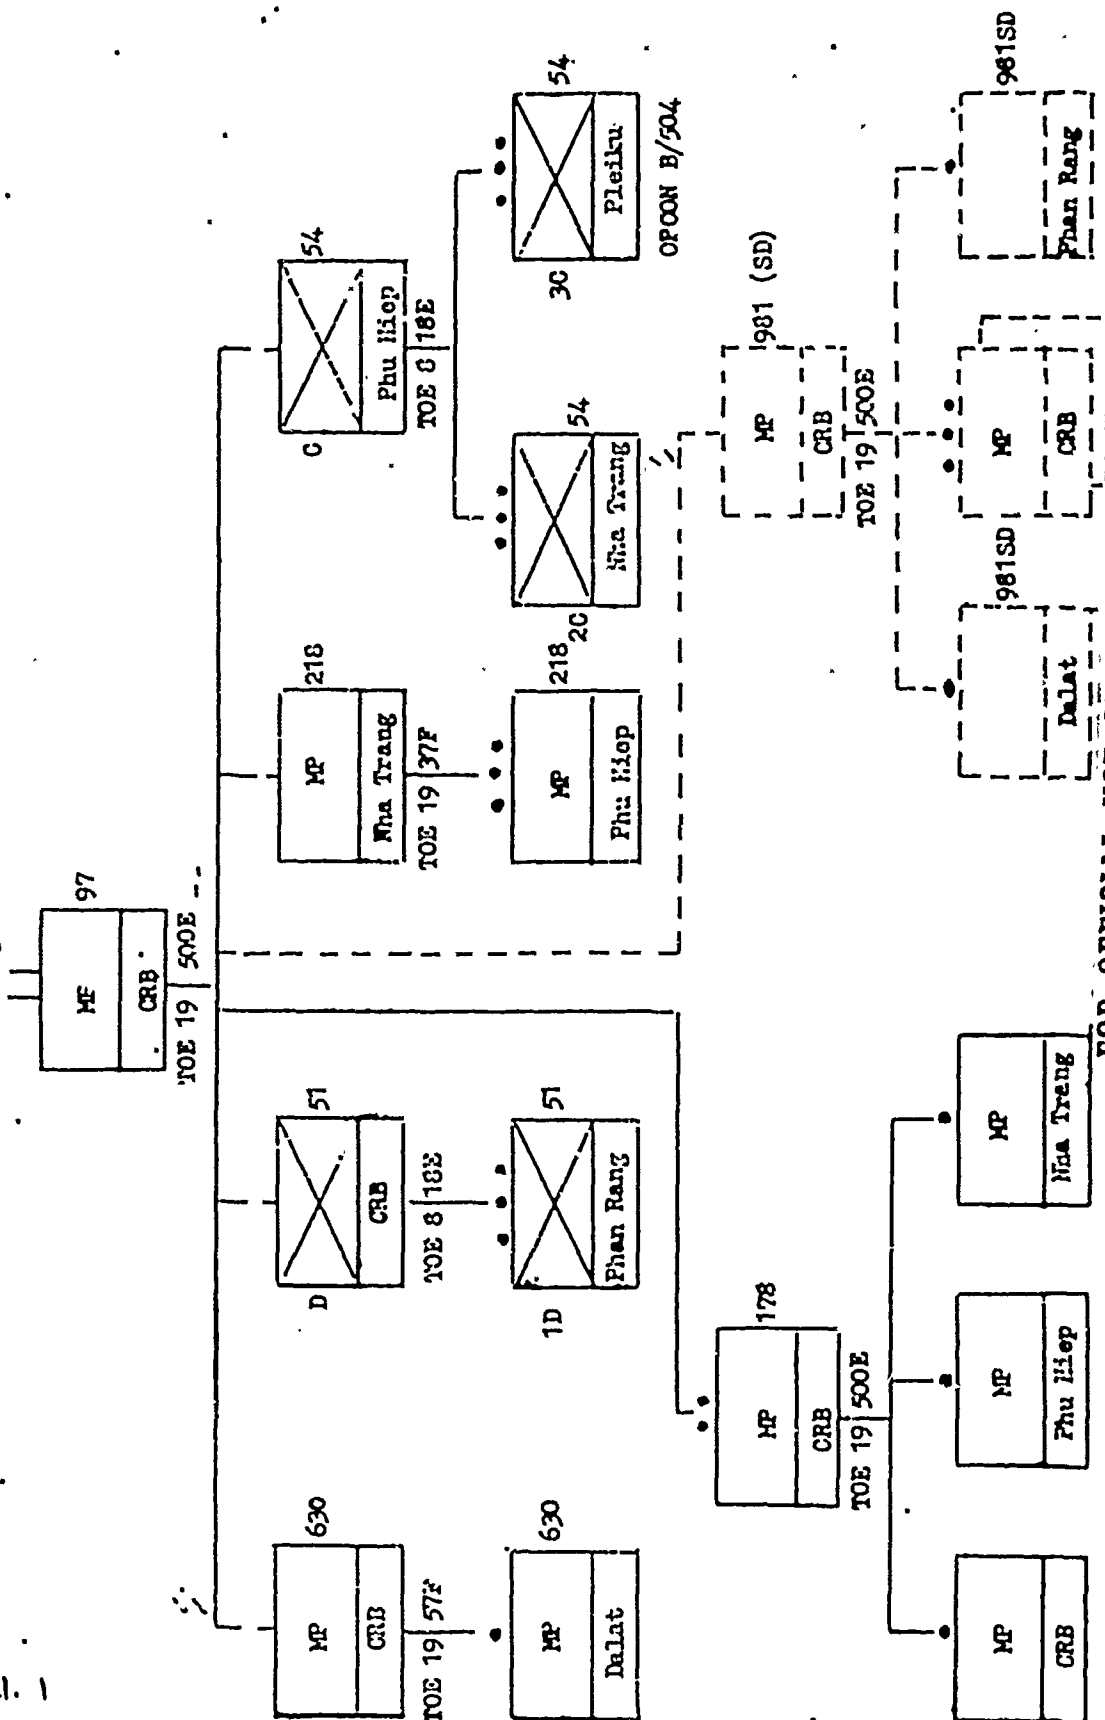 97
MP
CRB
TOE 19 500E
630
MP
CRB
TOE 19 57F
D
51
CRB
TOE 8 18E
218
MP
Nha Trang
TOE 19 37F
C
54
Phu Hiep
TOE 8 18E
630
MP
Dalat
1D
51
Phan Rang
218
MP
Phu Hiep
2C
54
Nha Trang
3C
54
Pleiku
OPCON B/504
178
MP
CRB
TOE 19 500E
981 (SD)
MP
CRB
TOE 19 500E
MP
CRB
MP
Phu Hiep
MP
Nha Trang
981SD
Dalat
MP
CRB
981SD
Phan Rang
FOR OFFICIAL